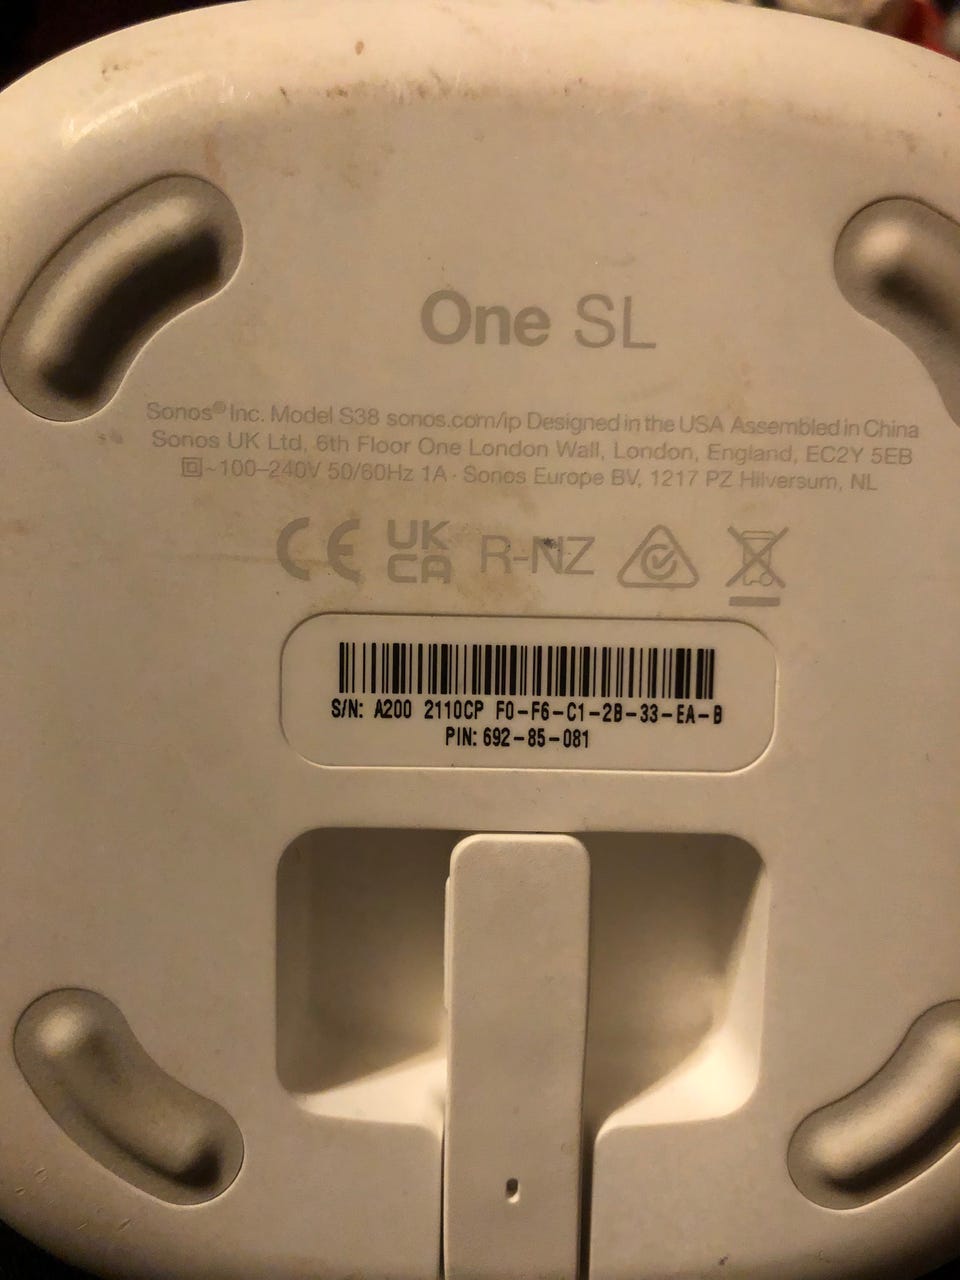 One SL
Sonos® Inc. Model S38 sonos.com/ip Designed in the USA Assembled in China
Sonos UK Ltd, 6th Floor One London Wall, London, England, EC2Y 5EB
~ 100–240V 50/60Hz 1A · Sonos Europe BV, 1217 PZ Hilversum, NL
CE UK CA R-NZ
S/N: A200 2110CP F0-F6-C1-2B-33-EA-B
PIN: 692-85-081